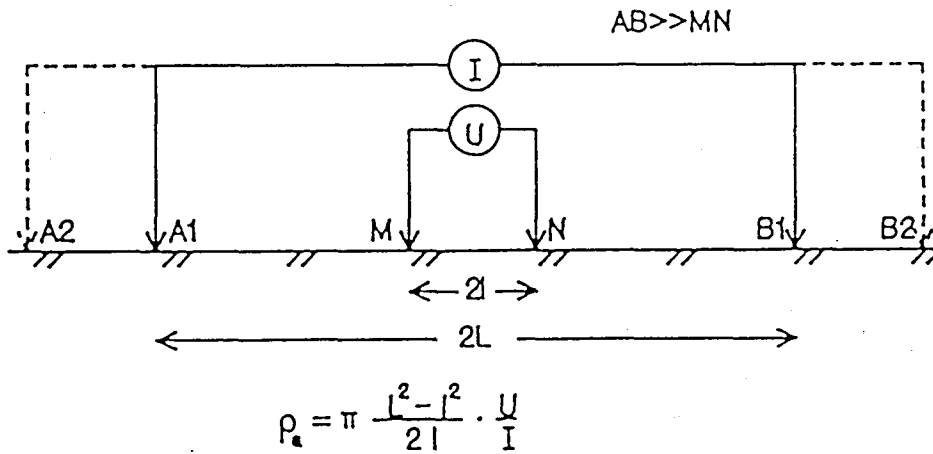 AB>>MN
I
U
A2 A1 M N B1 B2
2l
2L
ρₐ = π (L² - l²)/(2l) · U/I